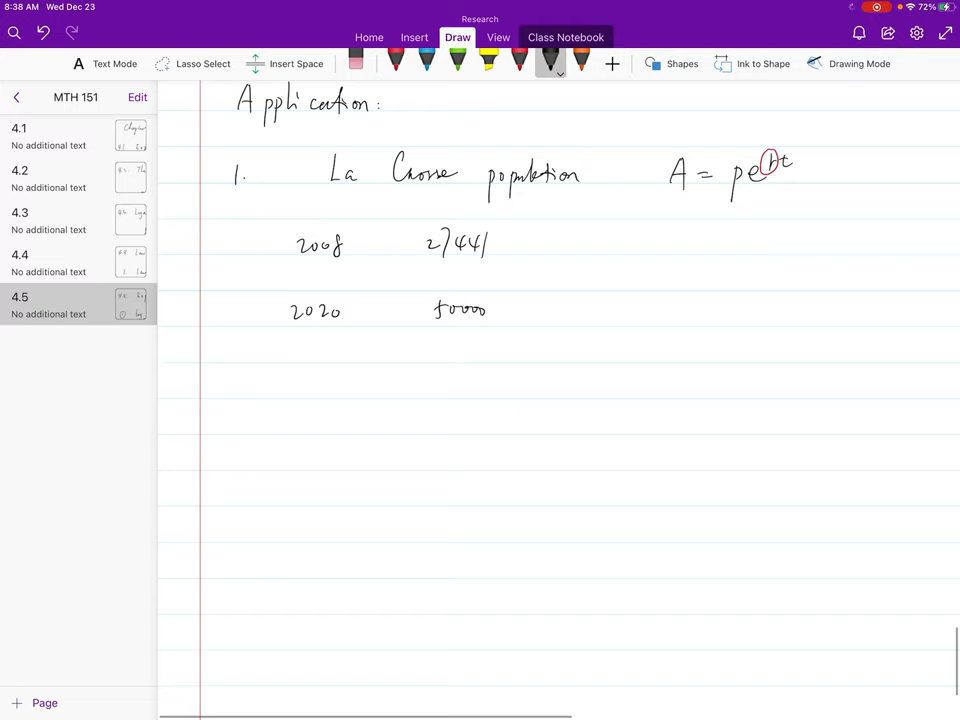 8:38 AM Wed Dec 23
72%
Research
Home Insert Draw View Class Notebook
Text Mode Lasso Select Insert Space Shapes Ink to Shape Drawing Mode
MTH 151 Edit
4.1
No additional text
4.2
No additional text
4.3
No additional text
4.4
No additional text
4.5
No additional text
Page
Application:
1. La Crosse population A = pe^rt
2008 27441
2020 50000